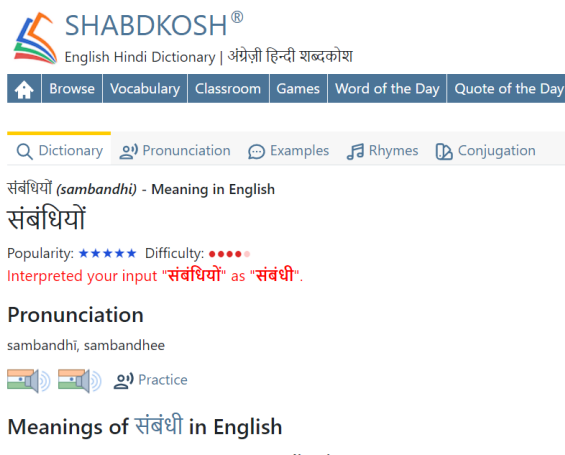 SHABDKOSH®
English Hindi Dictionary | अंग्रेज़ी हिन्दी शब्दकोश
Browse Vocabulary Classroom Games Word of the Day Quote of the Day
Dictionary Pronunciation Examples Rhymes Conjugation
संबंधियों (sambandhi) - Meaning in English
संबंधियों
Popularity: ★★★★★ Difficulty:
Interpreted your input "संबंधियों" as "संबंधी".
Pronunciation
sambandhī, sambandhee
Practice
Meanings of संबंधी in English